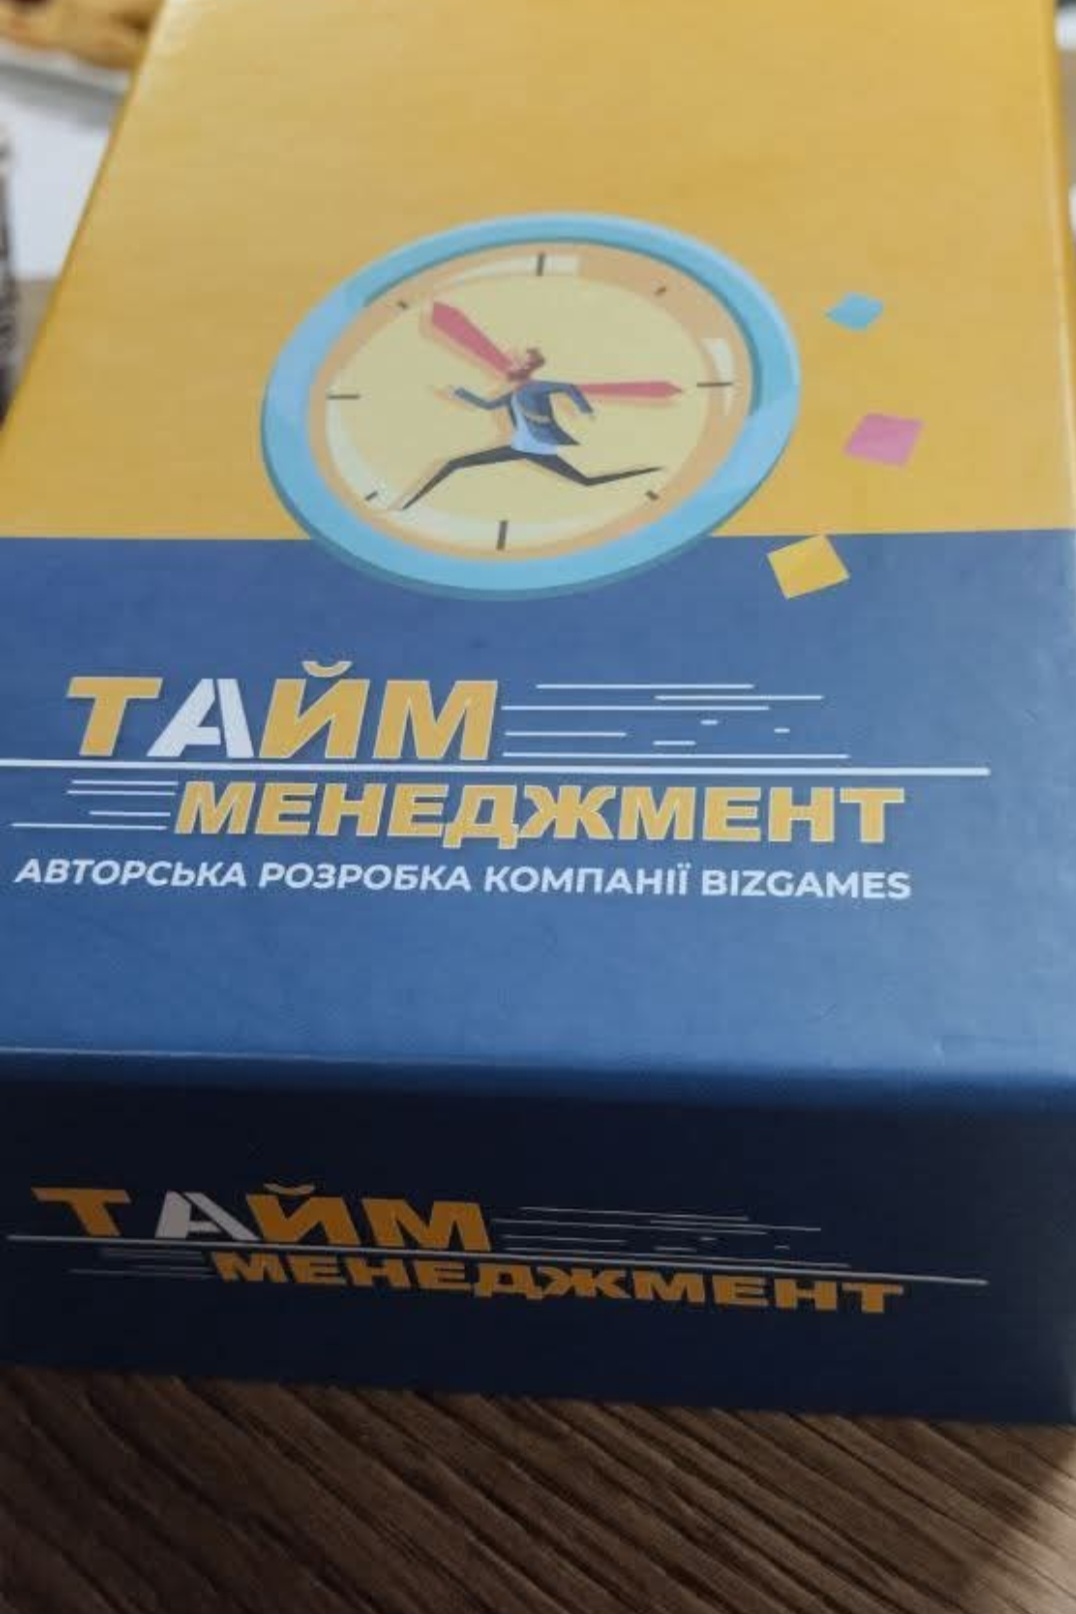 ТАЙМ
МЕНЕДЖМЕНТ
АВТОРСЬКА РОЗРОБКА КОМПАНІЇ BIZGAMES
ТАЙМ
МЕНЕДЖМЕНТ